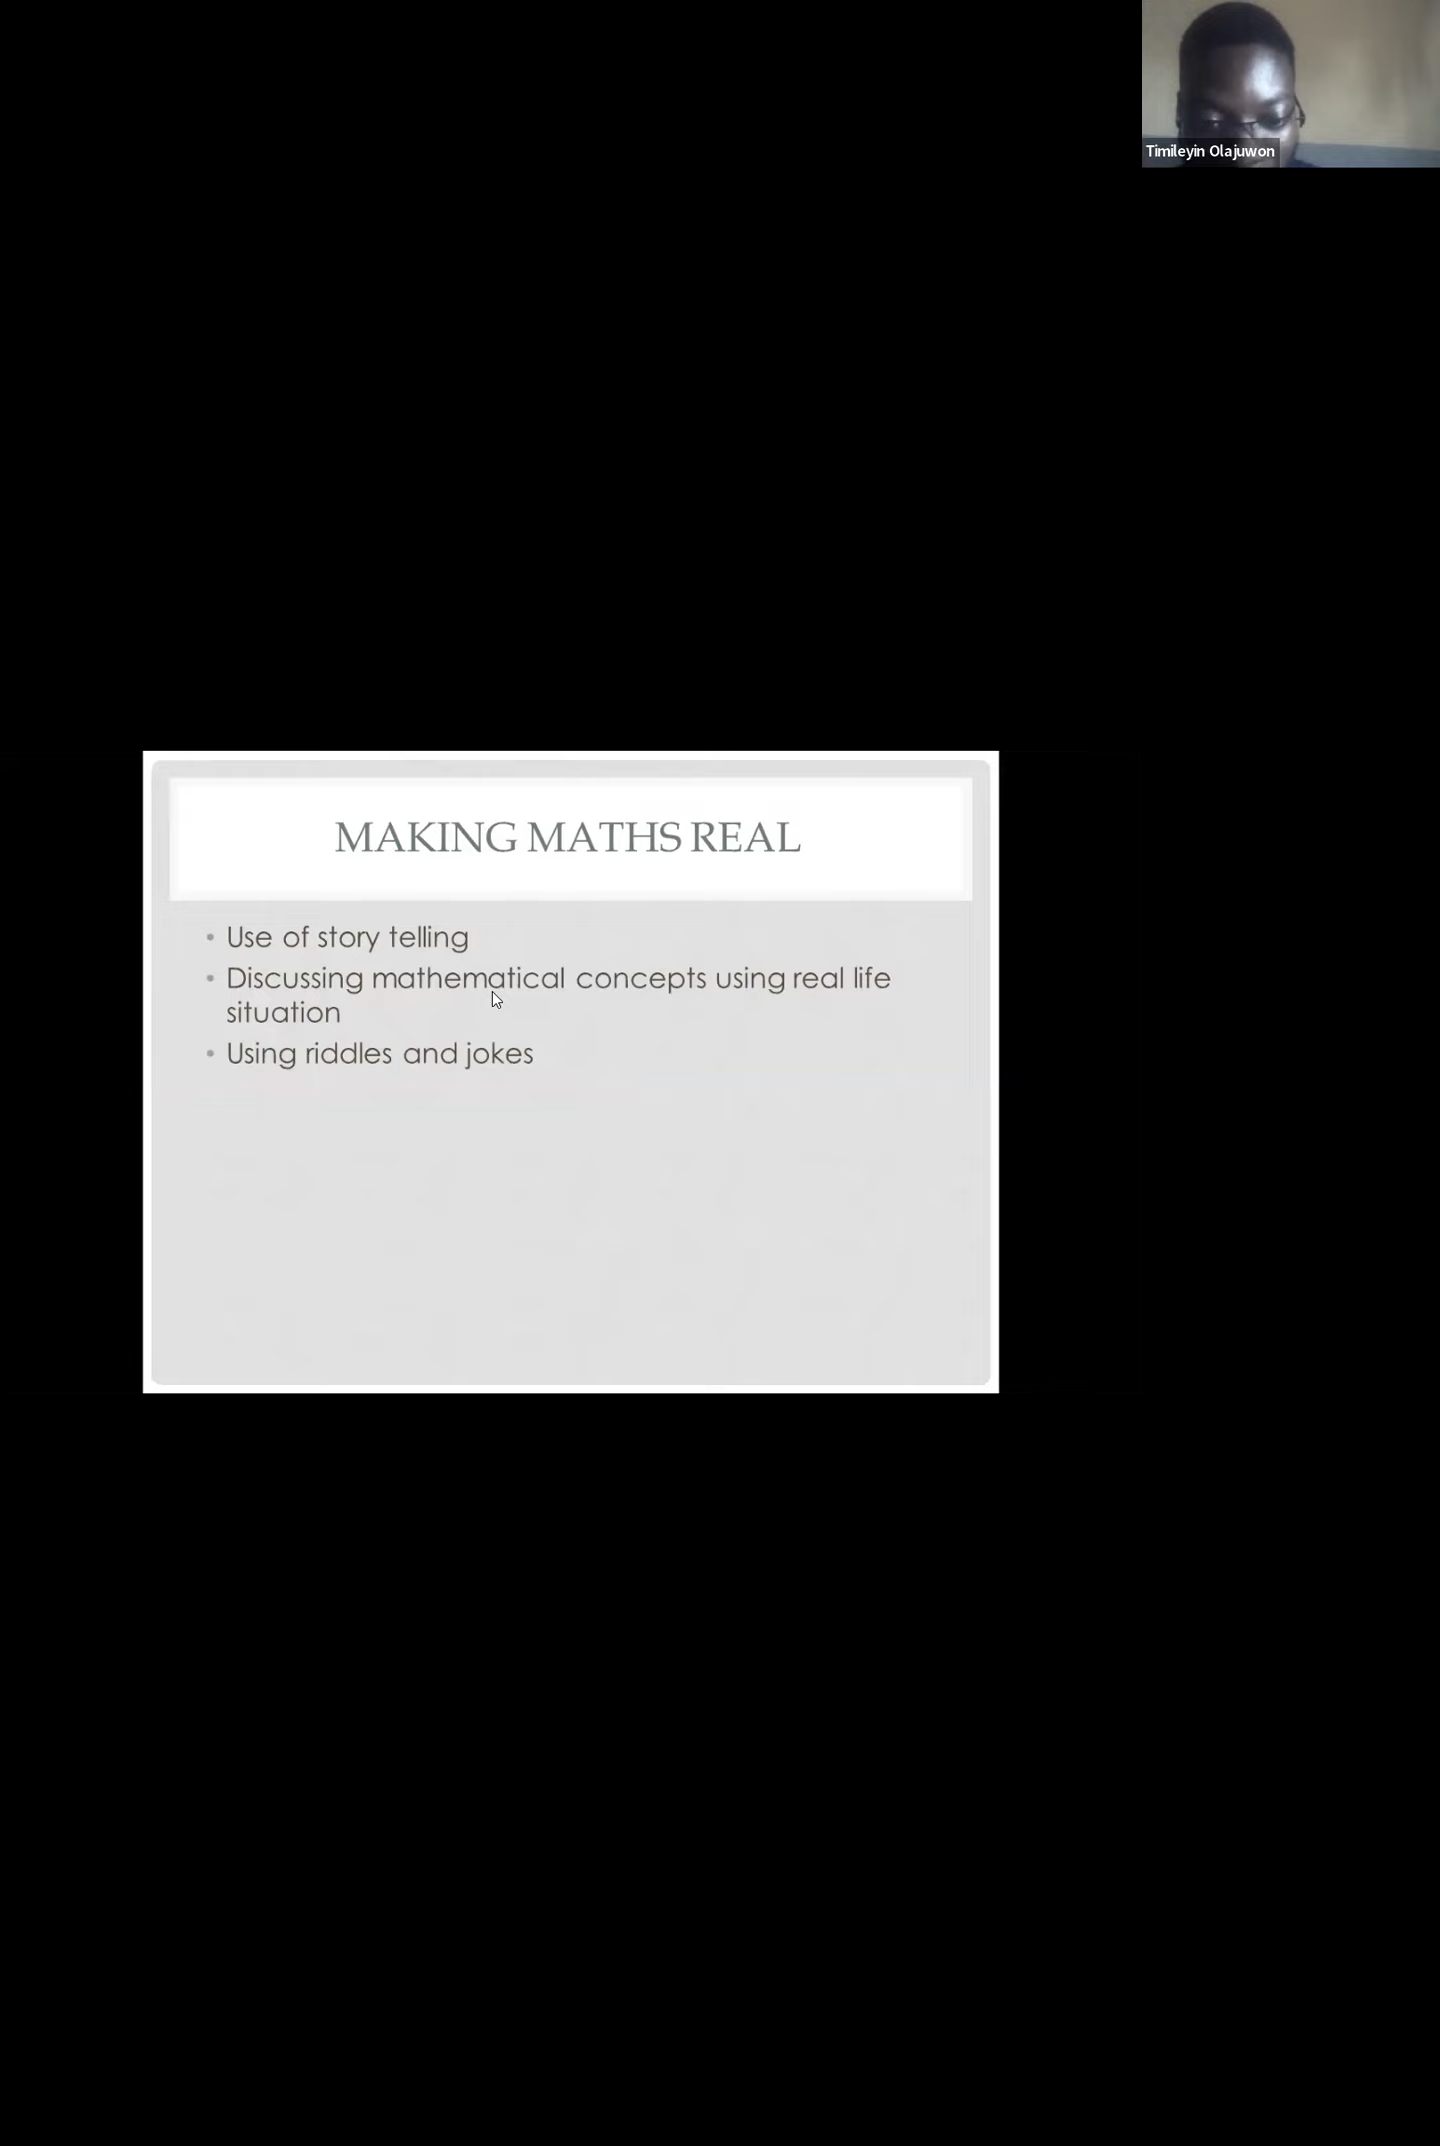 Timileyin Olajuwon
MAKING MATHS REAL
• Use of story telling
• Discussing mathematical concepts using real life
situation
• Using riddles and jokes